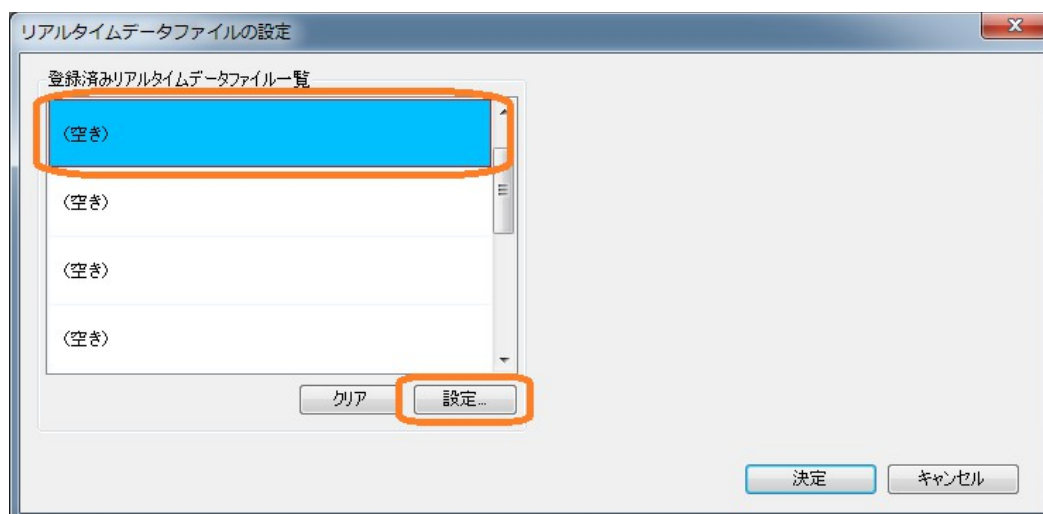 リアルタイムデータファイルの設定
登録済みリアルタイムデータファイル一覧
(空き)
(空き)
(空き)
(空き)
クリア
設定...
決定
キャンセル